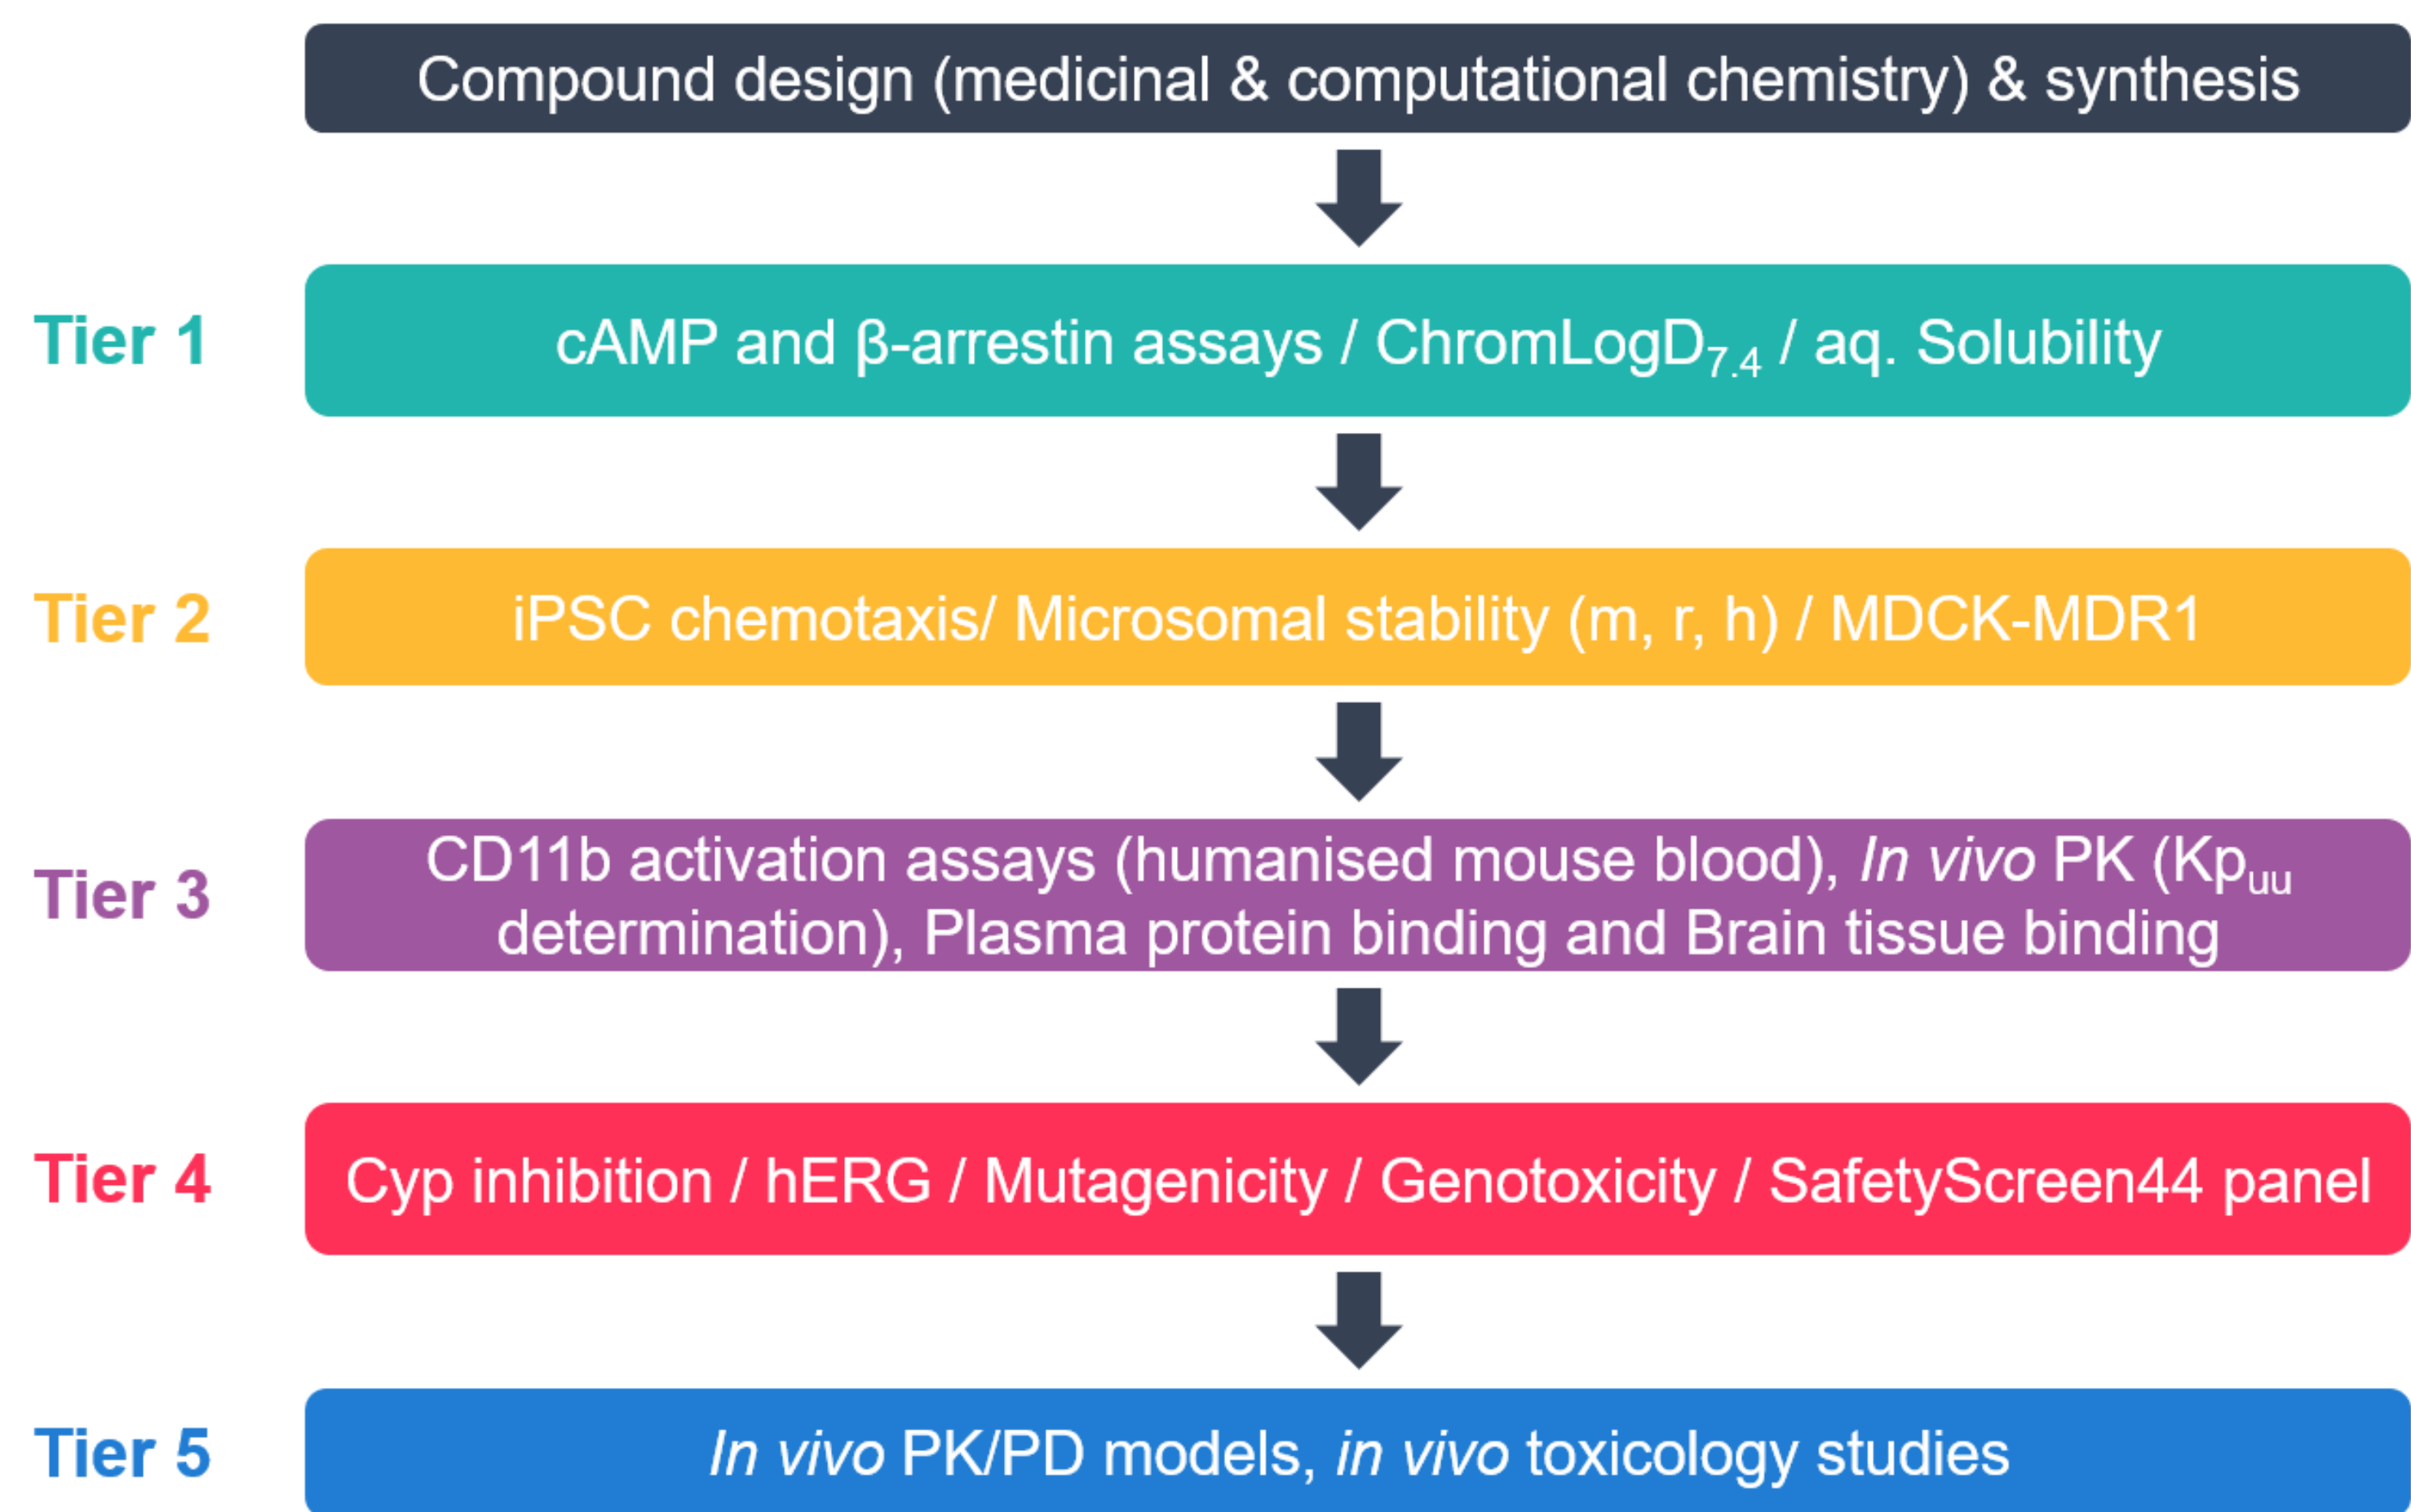 Compound design (medicinal & computational chemistry) & synthesis
Tier 1
cAMP and ß-arrestin assays / ChromLogD7.4 / aq. Solubility
Tier 2
iPSC chemotaxis/ Microsomal stability (m, r, h) / MDCK-MDR1
Tier 3
CD11b activation assays (humanised mouse blood), In vivo PK (Kpuu
determination), Plasma protein binding and Brain tissue binding
Tier 4
Cyp inhibition / hERG / Mutagenicity / Genotoxicity / SafetyScreen44 panel
Tier 5
In vivo PK/PD models, in vivo toxicology studies